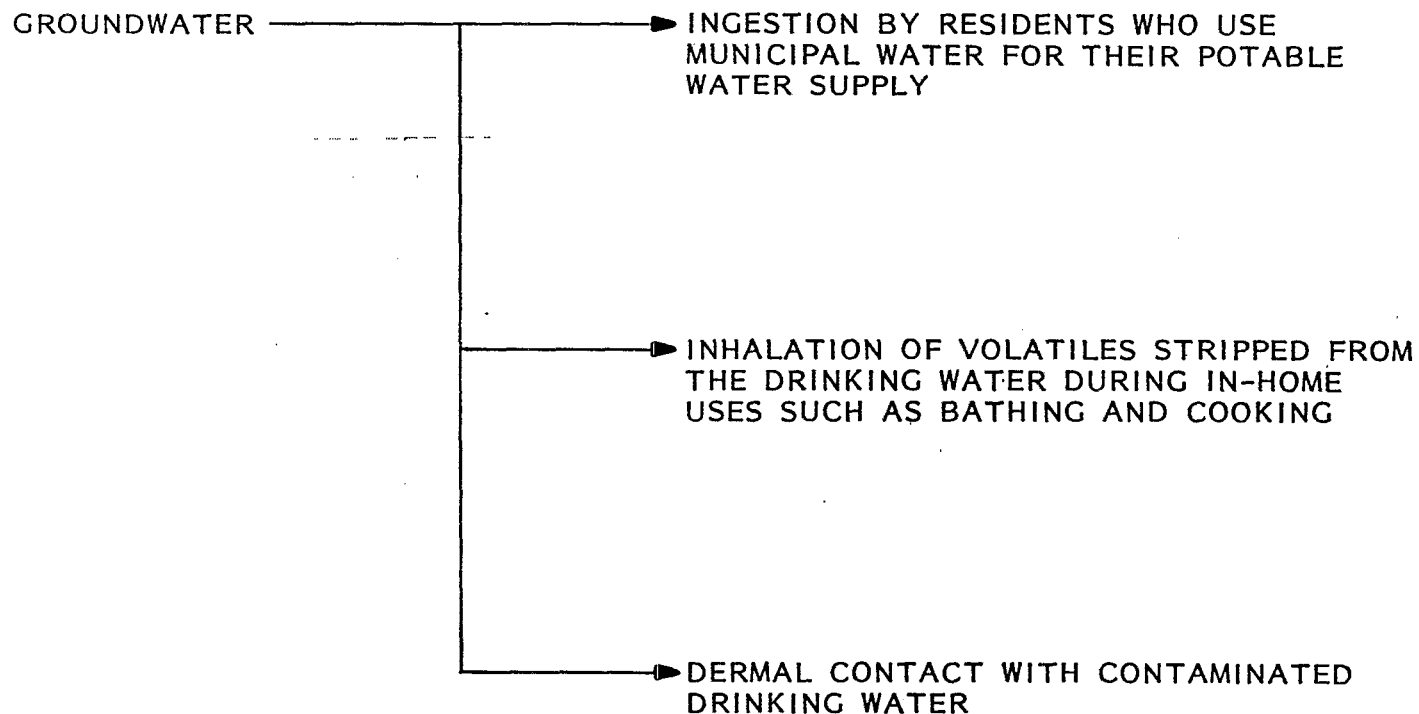 GROUNDWATER
INGESTION BY RESIDENTS WHO USE
MUNICIPAL WATER FOR THEIR POTABLE
WATER SUPPLY
INHALATION OF VOLATILES STRIPPED FROM
THE DRINKING WATER DURING IN-HOME
USES SUCH AS BATHING AND COOKING
DERMAL CONTACT WITH CONTAMINATED
DRINKING WATER